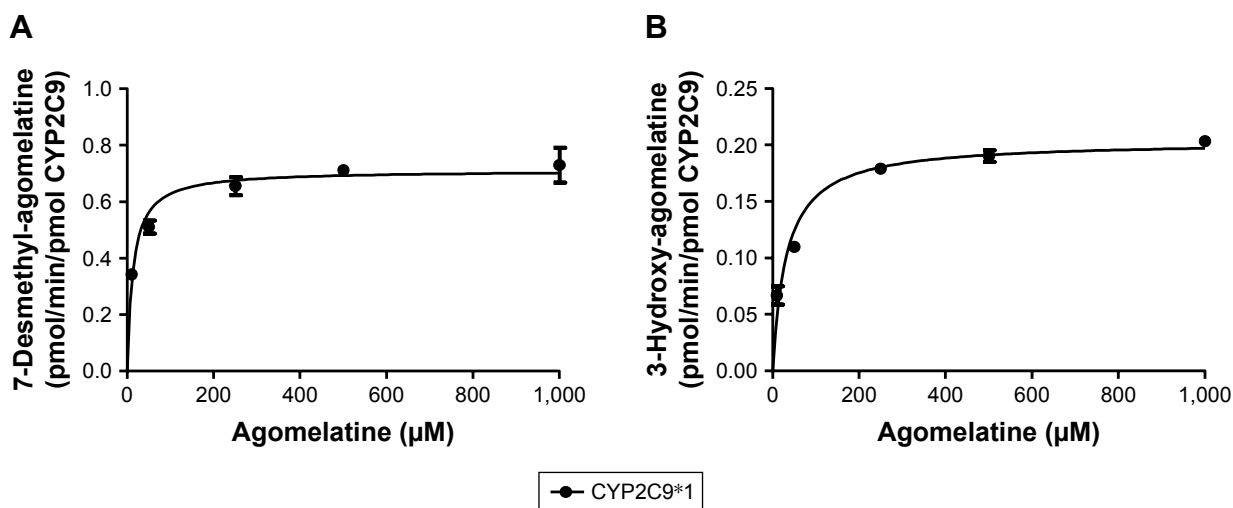 A
7-Desmethyl-agomelatine
(pmol/min/pmol CYP2C9)
1.0
0.8
0.6
0.4
0.2
0.0
0
200
400
600
800
1,000
Agomelatine (µM)
B
3-Hydroxy-agomelatine
(pmol/min/pmol CYP2C9)
0.25
0.20
0.15
0.10
0.05
0.00
0
200
400
600
800
1,000
Agomelatine (µM)
CYP2C9*1